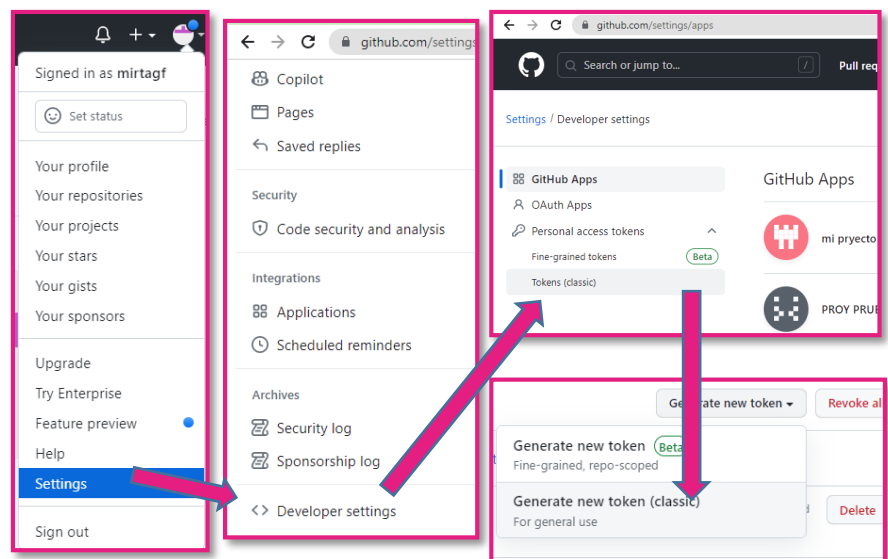 Signed in as mirtagf
Set status
Your profile
Your repositories
Your projects
Your stars
Your gists
Your sponsors
Upgrade
Try Enterprise
Feature preview
Help
Settings
Sign out
github.com/settings
Copilot
Pages
Saved replies
Security
Code security and analysis
Integrations
Applications
Scheduled reminders
Archives
Security log
Sponsorship log
Developer settings
github.com/settings/apps
Search or jump to...
/
Pull req
Settings / Developer settings
GitHub Apps
OAuth Apps
Personal access tokens
Fine-grained tokens Beta
Tokens (classic)
GitHub Apps
mi pryecto
PROY PRUE
Generate new token
Revoke all
Generate new token Beta
Fine-grained, repo-scoped
Generate new token (classic)
For general use
Delete